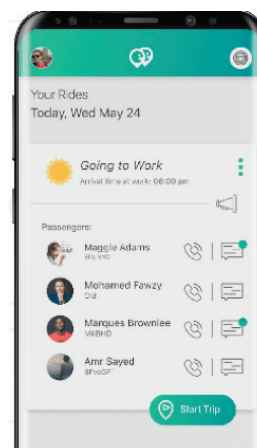 Your Rides
Today, Wed May 24
Going to Work
Arrival time at work: 06:00 pm
Passengers:
Maggie Adams
Mohamed Fawzy
Marques Brownlee
MKBHD
Amr Sayed
Start Trip